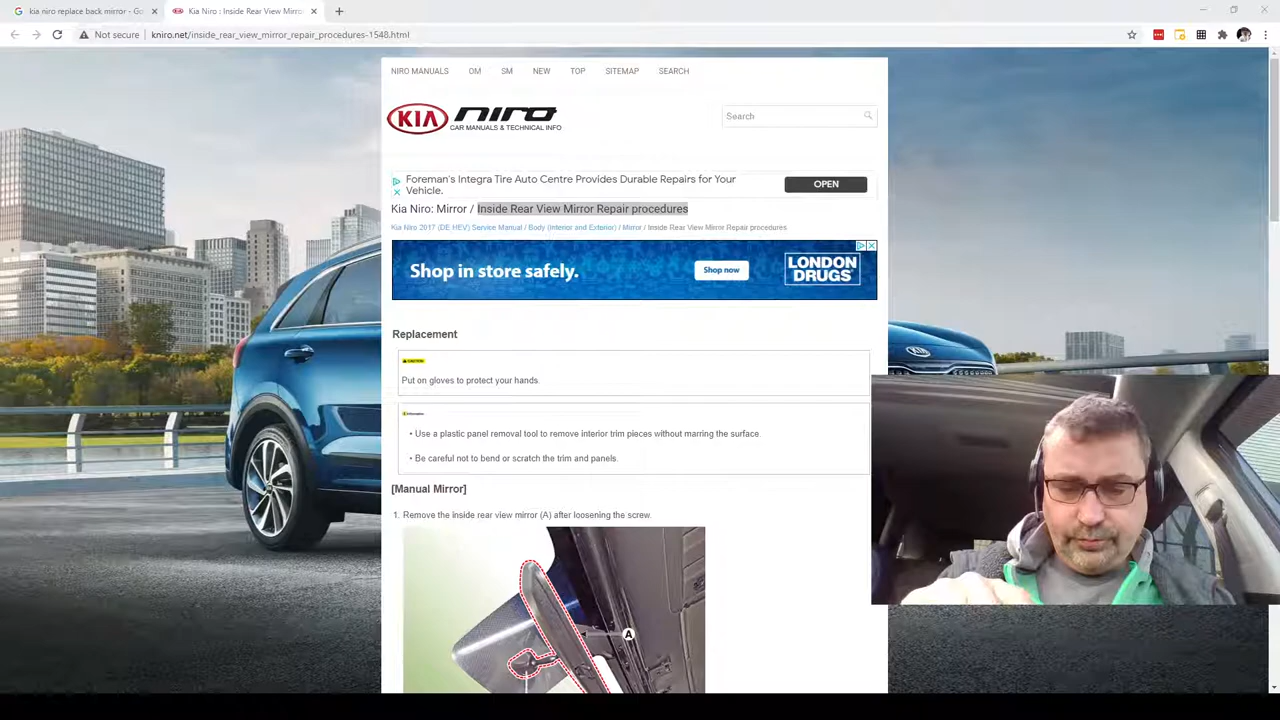 kia niro replace back mirror - Go
Kia Niro : Inside Rear View Mirro
Not secure
kniro.net/inside_rear_view_mirror_repair_procedures-1548.html
NIRO MANUALS OM SM NEW TOP SITEMAP SEARCH
KIA niro
CAR MANUALS & TECHNICAL INFO
Search
Foreman's Integra Tire Auto Centre Provides Durable Repairs for Your
Vehicle.
OPEN
Kia Niro: Mirror / Inside Rear View Mirror Repair procedures
Kia Niro 2017 (DE HEV) Service Manual / Body (Interior and Exterior) / Mirror / Inside Rear View Mirror Repair procedures
Shop in store safely.
Shop now
LONDON
DRUGS
Replacement
CAUTION
Put on gloves to protect your hands.
Information
• Use a plastic panel removal tool to remove interior trim pieces without marring the surface.
• Be careful not to bend or scratch the trim and panels.
[Manual Mirror]
1. Remove the inside rear view mirror (A) after loosening the screw.
A
KIA